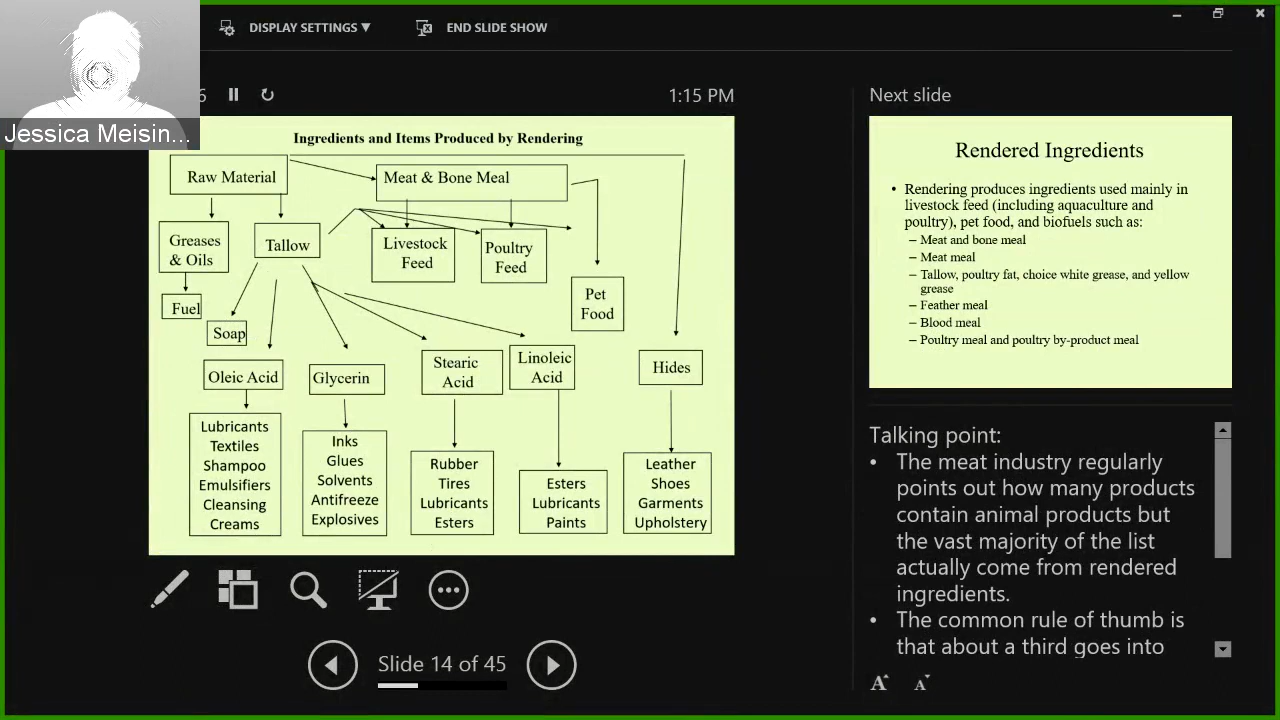 DISPLAY SETTINGS ▼
END SLIDE SHOW
Jessica Meisin...
6
1:15 PM
Ingredients and Items Produced by Rendering
Raw Material
Meat & Bone Meal
Greases
& Oils
Tallow
Livestock
Feed
Poultry
Feed
Pet
Food
Fuel
Soap
Oleic Acid
Glycerin
Stearic
Acid
Linoleic
Acid
Hides
Lubricants
Textiles
Shampoo
Emulsifiers
Cleansing
Creams
Inks
Glues
Solvents
Antifreeze
Explosives
Rubber
Tires
Lubricants
Esters
Esters
Lubricants
Paints
Leather
Shoes
Garments
Upholstery
Slide 14 of 45
Next slide
Rendered Ingredients
• Rendering produces ingredients used mainly in
livestock feed (including aquaculture and
poultry), pet food, and biofuels such as:
– Meat and bone meal
– Meat meal
– Tallow, poultry fat, choice white grease, and yellow
grease
– Feather meal
– Blood meal
– Poultry meal and poultry by-product meal
Talking point:
• The meat industry regularly
points out how many products
contain animal products but
the vast majority of the list
actually come from rendered
ingredients.
• The common rule of thumb is
that about a third goes into
A A